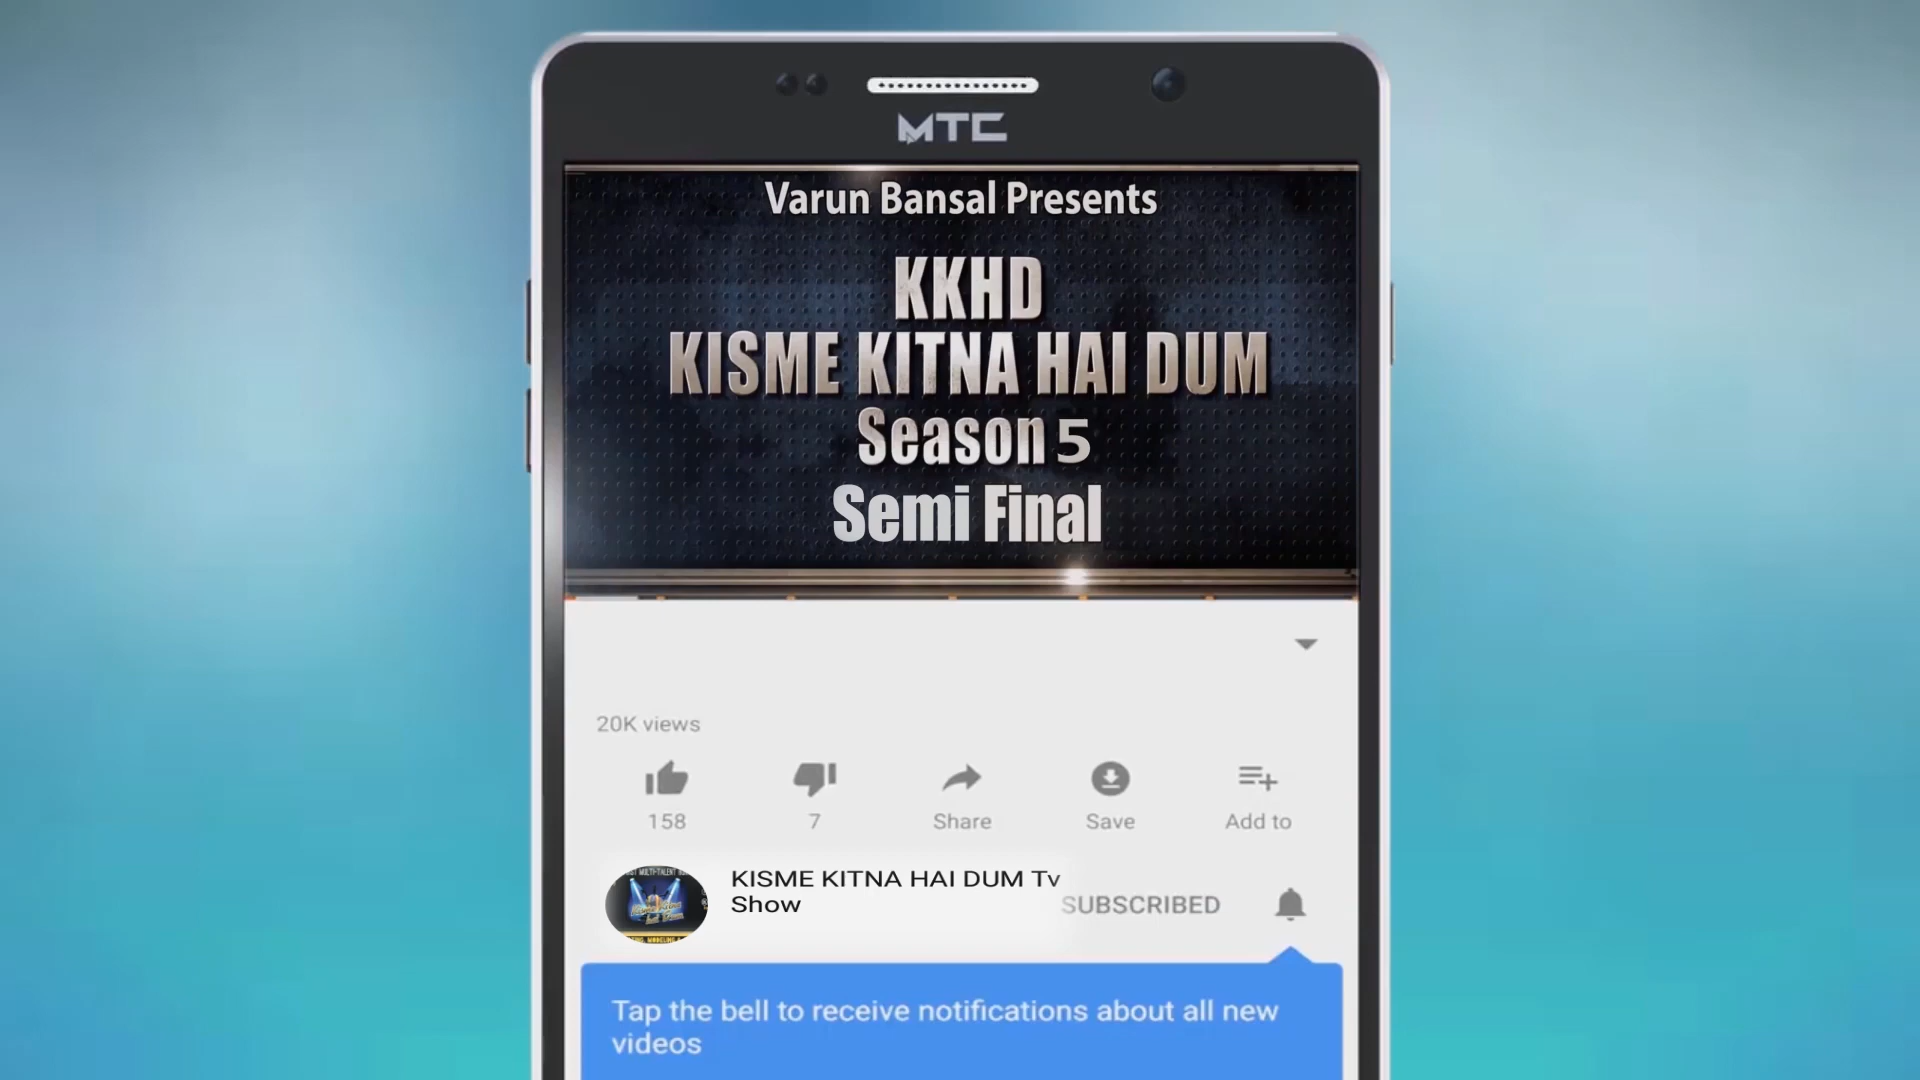 MTC
Varun Bansal Presents
KKHD
KISME KITNA HAI DUM
Season 5
Semi Final
20K views
158
7
Share
Save
Add to
KISME KITNA HAI DUM Tv
Show
SUBSCRIBED
Tap the bell to receive notifications about all new
videos